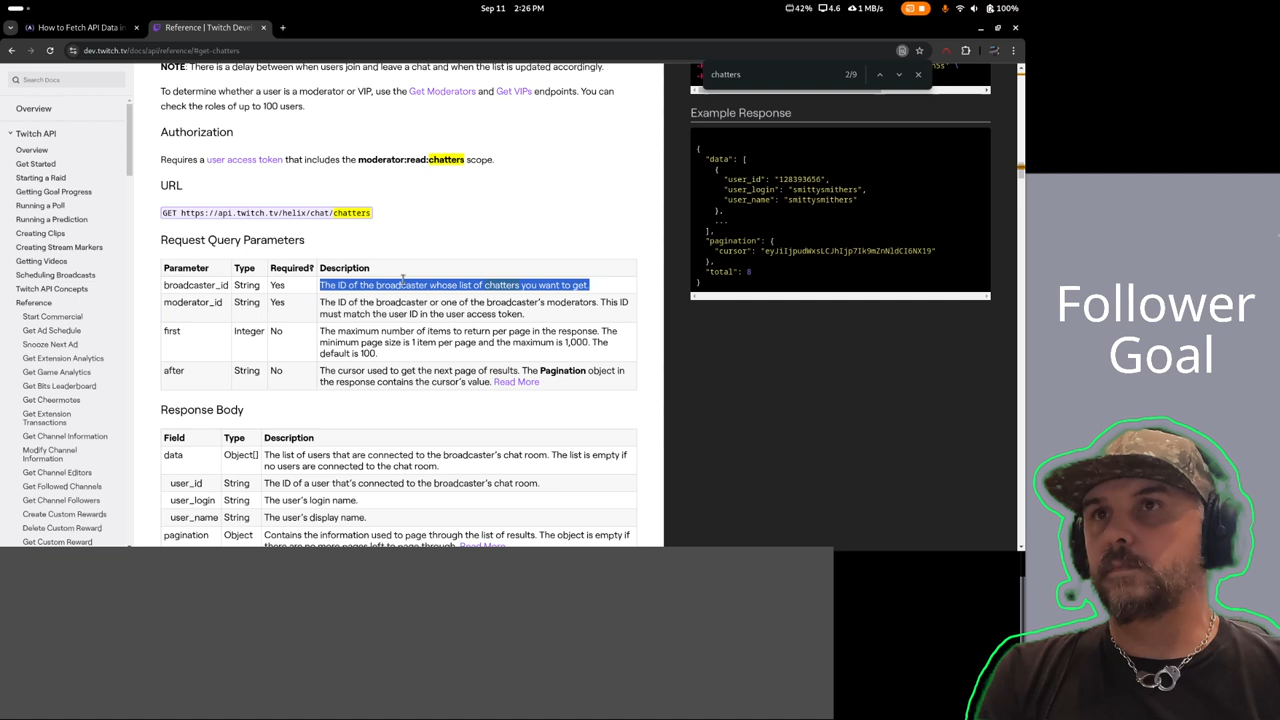 Sep 11 2:26 PM
42% 4.6 1 MB/s 100%
How to Fetch API Data in
Reference | Twitch Devel
dev.twitch.tv/docs/api/reference/#get-chatters
chatters 2/9
Search Docs
Overview
Twitch API
Overview
Get Started
Starting a Raid
Getting Goal Progress
Running a Poll
Running a Prediction
Creating Clips
Creating Stream Markers
Getting Videos
Scheduling Broadcasts
Twitch API Concepts
Reference
Start Commercial
Get Ad Schedule
Snooze Next Ad
Get Extension Analytics
Get Game Analytics
Get Bits Leaderboard
Get Cheermotes
Get Extension
Transactions
Get Channel Information
Modify Channel
Information
Get Channel Editors
Get Followed Channels
Get Channel Followers
Create Custom Rewards
Delete Custom Reward
Get Custom Reward
NOTE: There is a delay between when users join and leave a chat and when the list is updated accordingly.
To determine whether a user is a moderator or VIP, use the Get Moderators and Get VIPs endpoints. You can
check the roles of up to 100 users.
Authorization
Requires a user access token that includes the moderator:read:chatters scope.
URL
GET https://api.twitch.tv/helix/chat/chatters
Request Query Parameters
Parameter Type Required? Description
broadcaster_id String Yes The ID of the broadcaster whose list of chatters you want to get.
moderator_id String Yes The ID of the broadcaster or one of the broadcaster's moderators. This ID
must match the user ID in the user access token.
first Integer No The maximum number of items to return per page in the response. The
minimum page size is 1 item per page and the maximum is 1,000. The
default is 100.
after String No The cursor used to get the next page of results. The Pagination object in
the response contains the cursor's value. Read More
Response Body
Field Type Description
data Object[] The list of users that are connected to the broadcaster's chat room. The list is empty if
no users are connected to the chat room.
user_id String The ID of a user that's connected to the broadcaster's chat room.
user_login String The user's login name.
user_name String The user's display name.
pagination Object Contains the information used to page through the list of results. The object is empty if
there are no more pages left to page through. Read More
Example Response
{
"data": [
{
"user_id": "128393656",
"user_login": "smittysmithers",
"user_name": "smittysmithers"
},
...
],
"pagination": {
"cursor": "eyJiIjpudWxsLCJhIjp7Ik9mZnNldCI6NX19"
},
"total": 8
}
Follower
Goal